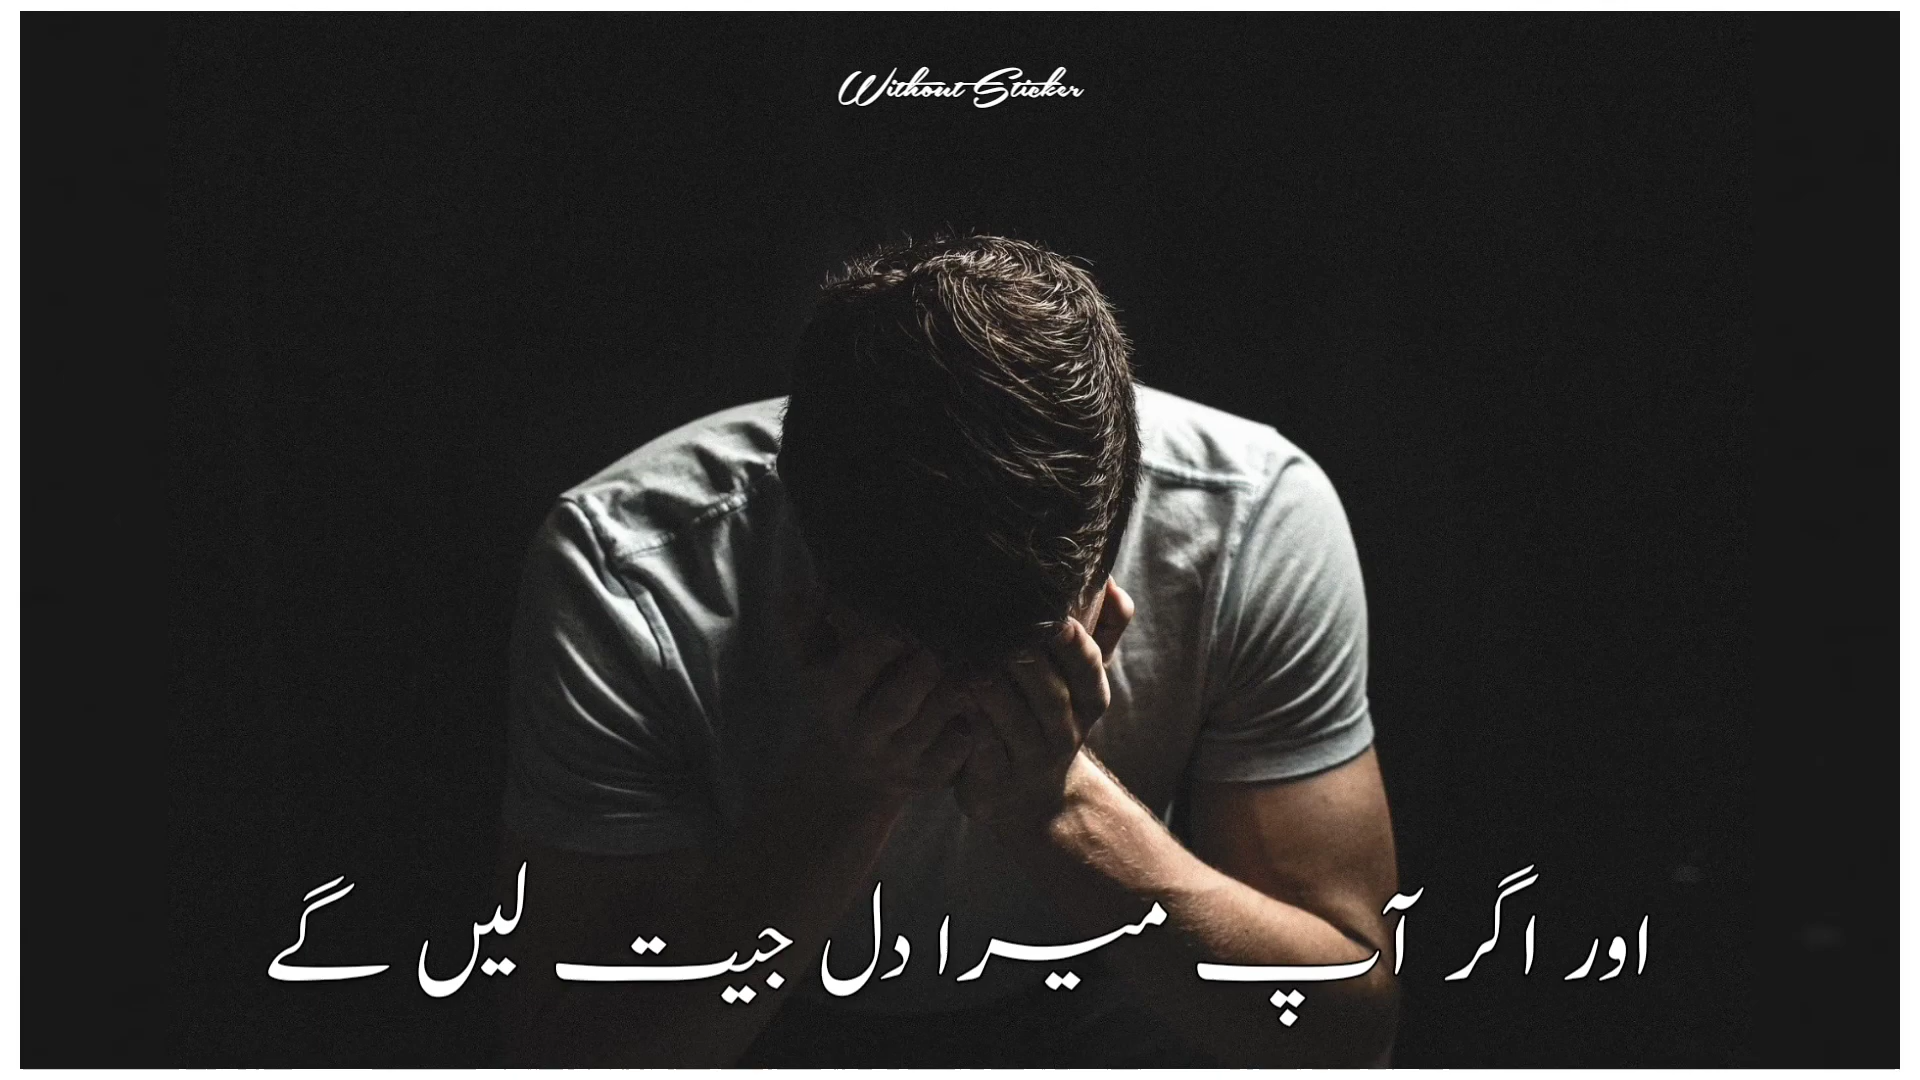 Without Sticker
اور اگر آپ میرا دل جیت لیں گے